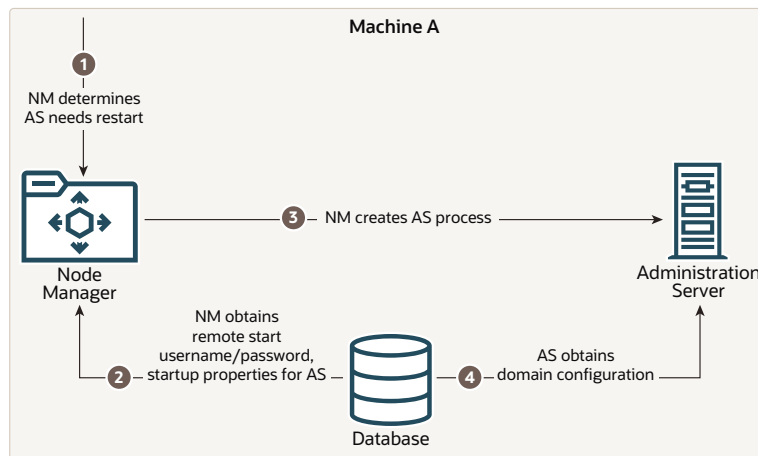 Machine A
1
NM determines
AS needs restart
3
NM creates AS process
Node
Manager
Administration
Server
NM obtains
remote start
username/password,
startup properties for AS
2
4
AS obtains
domain configuration
Database